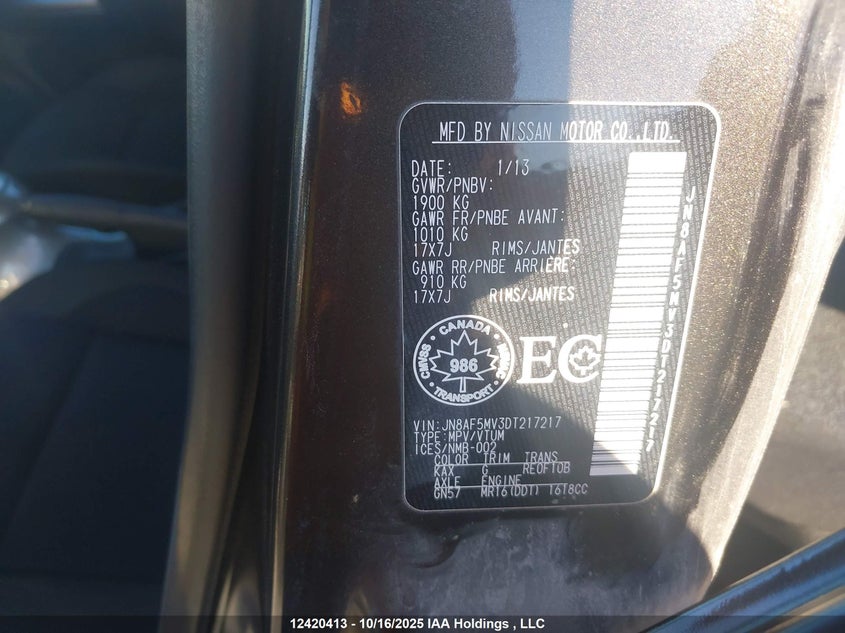 MFD BY NISSAN MOTOR CO.,LTD.
DATE: 1/13
GVWR/PNBV:
1900 KG
GAWR FR/PNBE AVANT:
1010 KG
17X7J RIMS/JANTES
GAWR RR/PNBE ARRIÈRE:
910 KG
17X7J RIMS/JANTES
CANADA
CMVSS
986
NSVAC
TRANSPORT
EC
VIN:JN8AF5MV3DT217217
TYPE:MPV/VTUM
ICES/NMB-002
COLOR TRIM TRANS
KAX G RE0F10B
AXLE ENGINE
GN57 MR16(DDT) 1618CC
JN8AF5MV3DT217217
12420413 - 10/16/2025 IAA Holdings , LLC